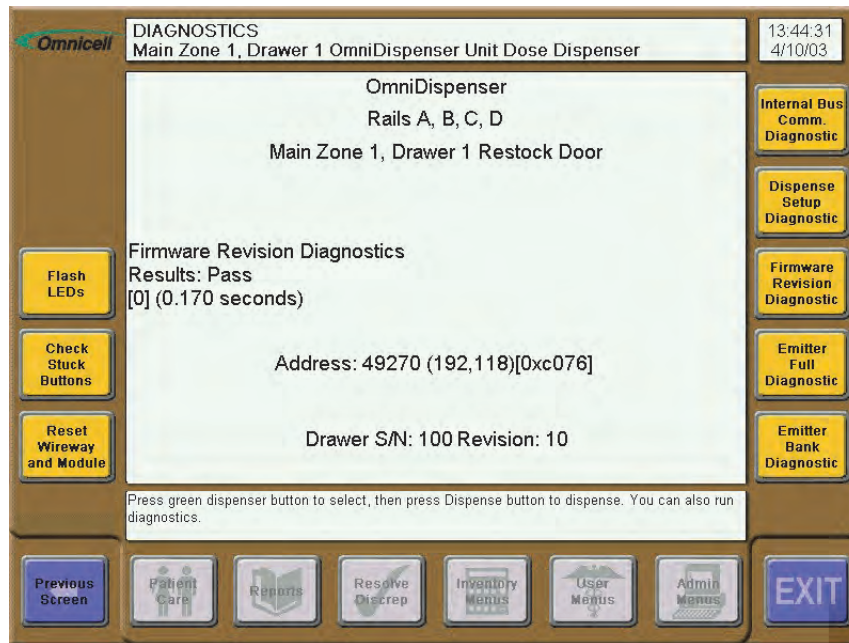 Omnicell
DIAGNOSTICS
Main Zone 1, Drawer 1 OmniDispenser Unit Dose Dispenser
13:44:31
4/10/03
OmniDispenser
Rails A, B, C, D
Main Zone 1, Drawer 1 Restock Door
Firmware Revision Diagnostics
Results: Pass
[0] (0.170 seconds)
Address: 49270 (192,118)[0xc076]
Drawer S/N: 100 Revision: 10
Flash
LEDs
Check
Stuck
Buttons
Reset
Wireway
and Module
Internal Bus
Comm.
Diagnostic
Dispense
Setup
Diagnostic
Firmware
Revision
Diagnostic
Emitter
Full
Diagnostic
Emitter
Bank
Diagnostic
Press green dispenser button to select, then press Dispense button to dispense. You can also run
diagnostics.
Previous
Screen
Patient
Care
Reports
Resolve
Discrep
Inventory
Menus
User
Menus
Admin
Menus
EXIT